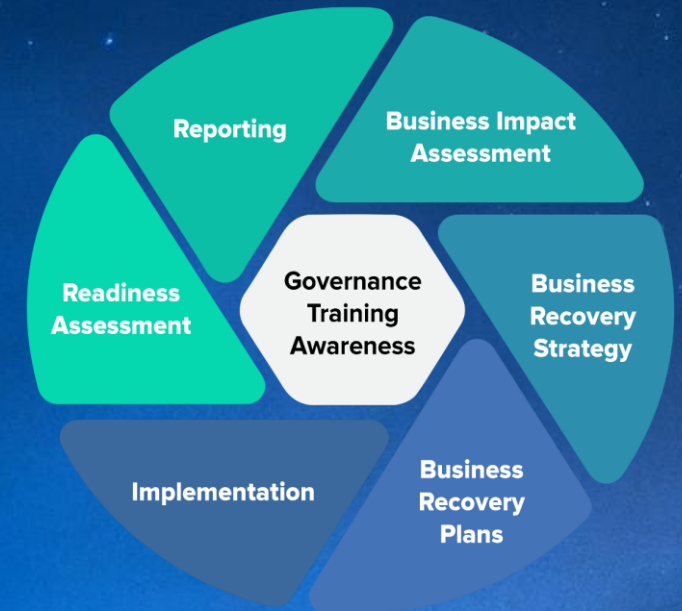 Reporting
Business Impact
Assessment
Governance
Training
Awareness
Business
Recovery
Strategy
Readiness
Assessment
Implementation
Business
Recovery
Plans